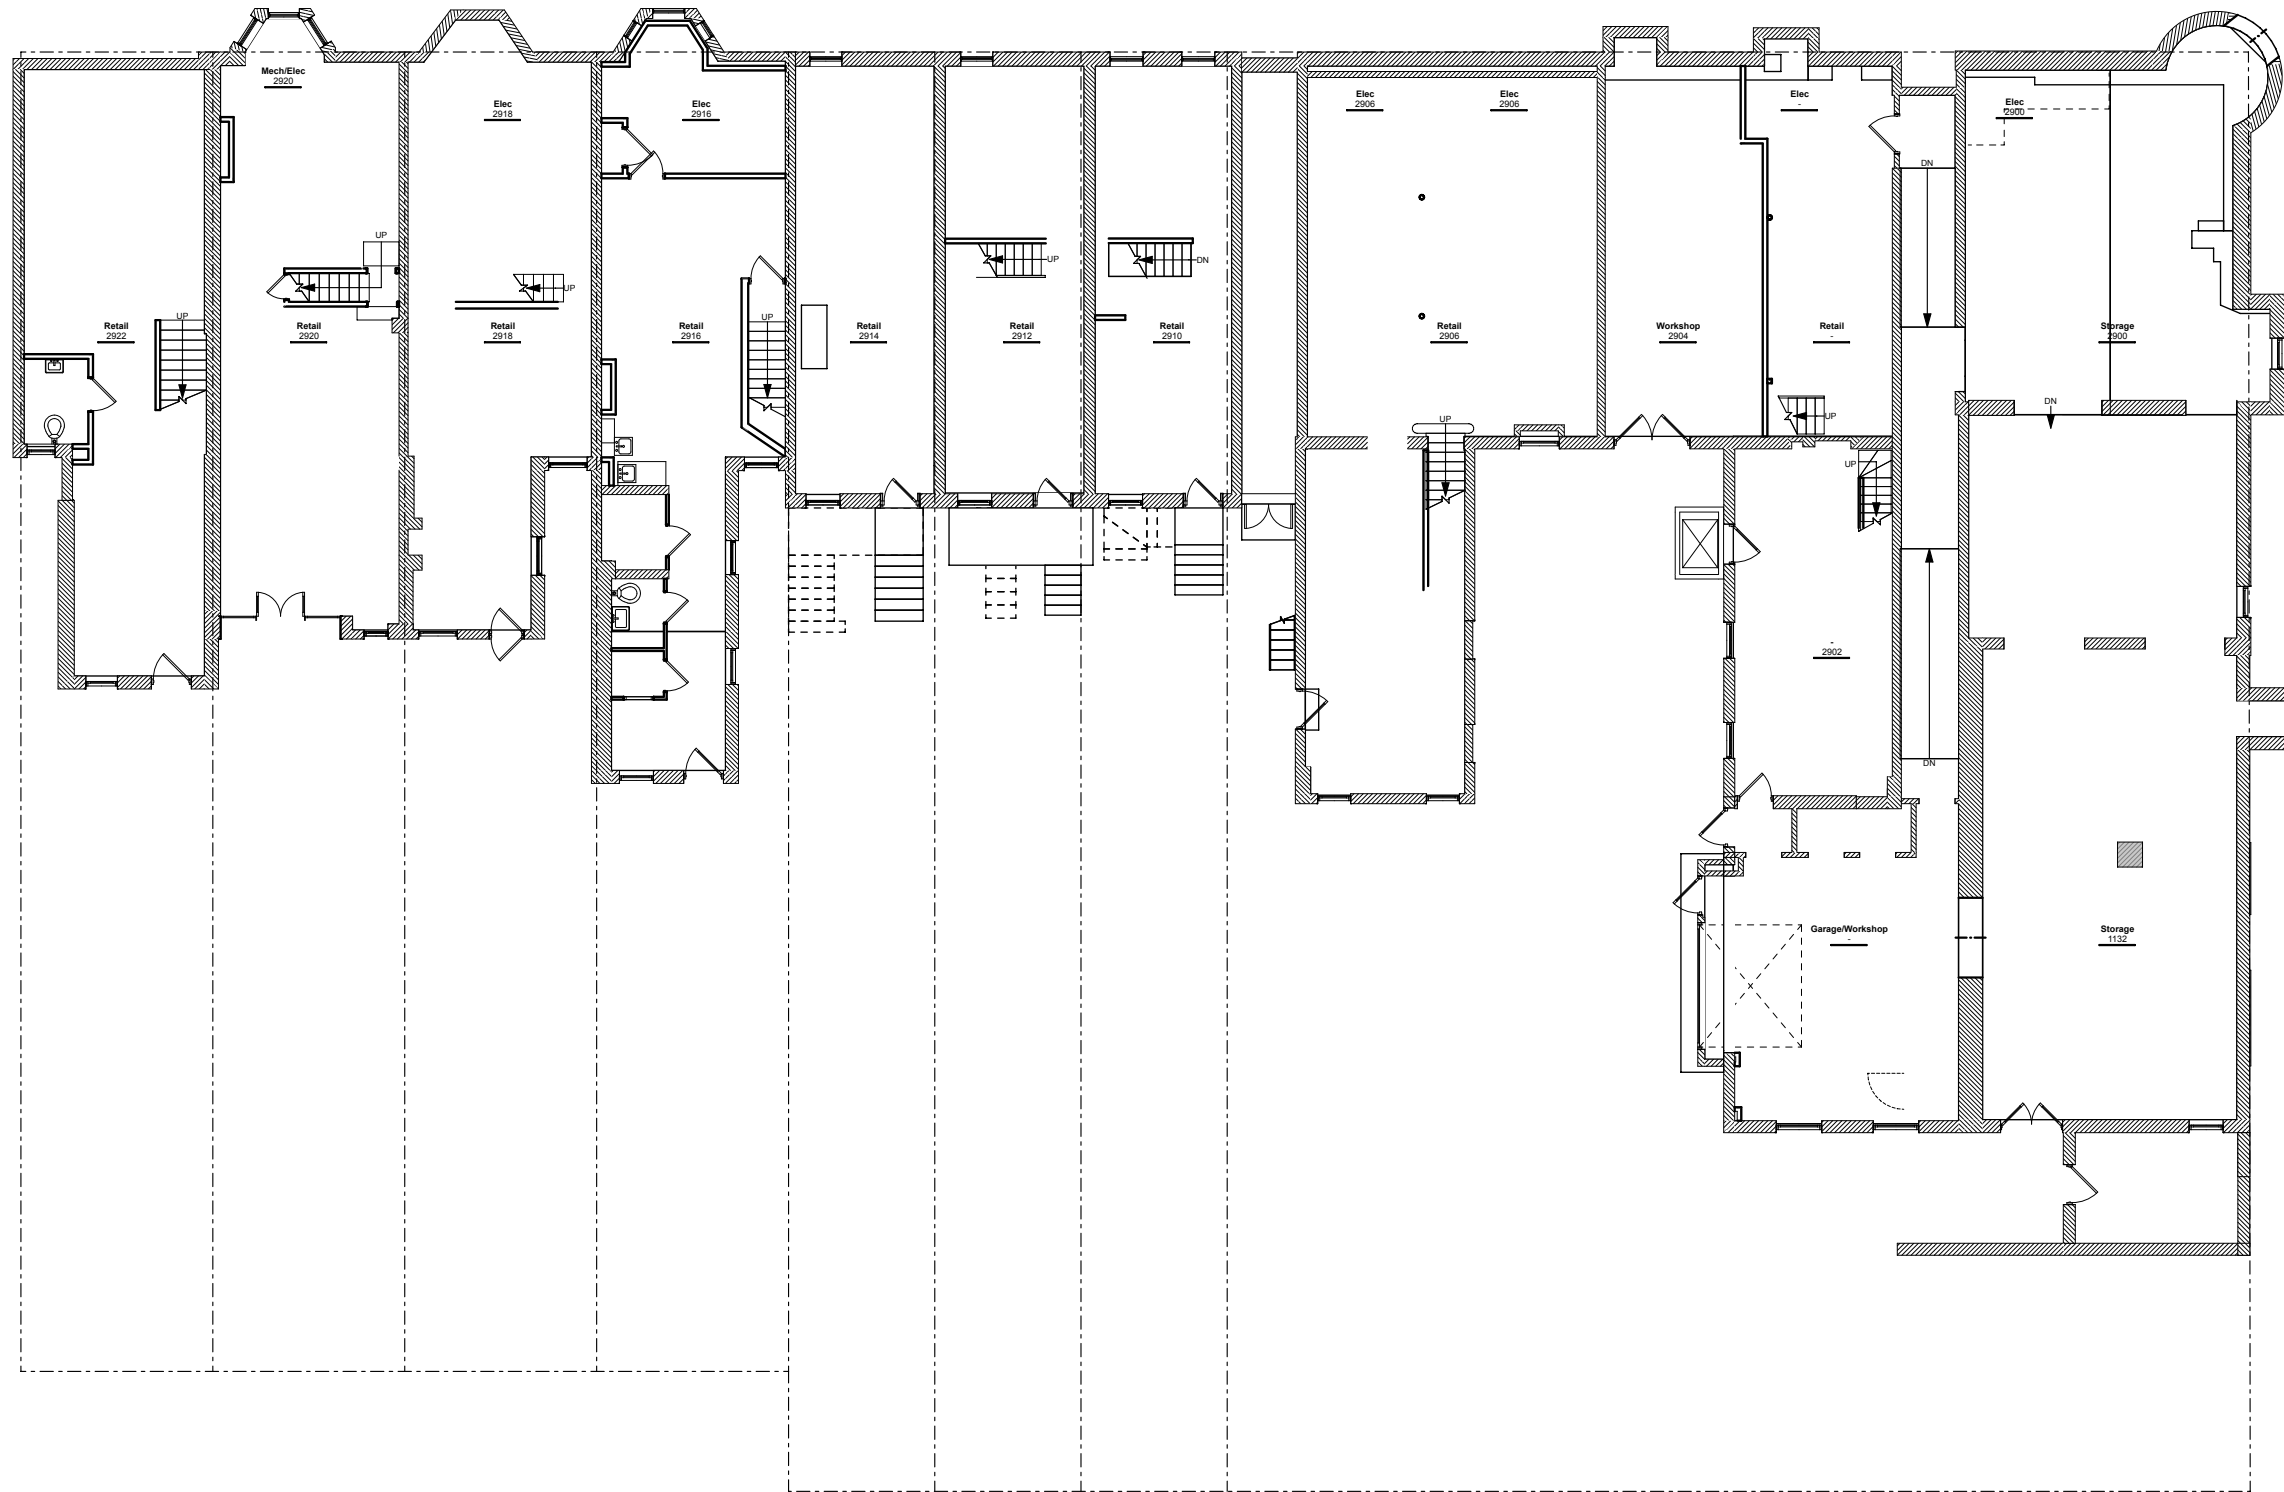 Mech/Elec
2920
Elec
2918
Elec
2916
Elec
2906
Elec
2906
Elec
-
Elec
2900
DN
UP
UP
UP
DN
UP
UP
Retail
2922
Retail
2920
Retail
2918
Retail
2916
Retail
2914
Retail
2912
Retail
2910
Retail
2906
Workshop
2904
Retail
-
Storage
2900
DN
UP
UP
UP
-
2902
DN
Garage/Workshop
-
Storage
1132